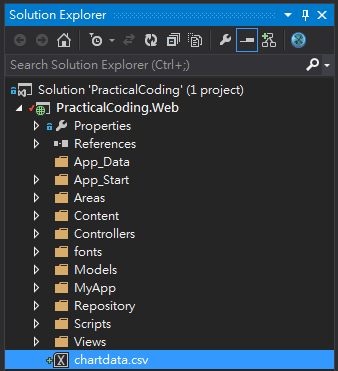 Solution Explorer
Search Solution Explorer (Ctrl+;)
Solution 'PracticalCoding' (1 project)
PracticalCoding.Web
Properties
References
App_Data
App_Start
Areas
Content
Controllers
fonts
Models
MyApp
Repository
Scripts
Views
chartdata.csv